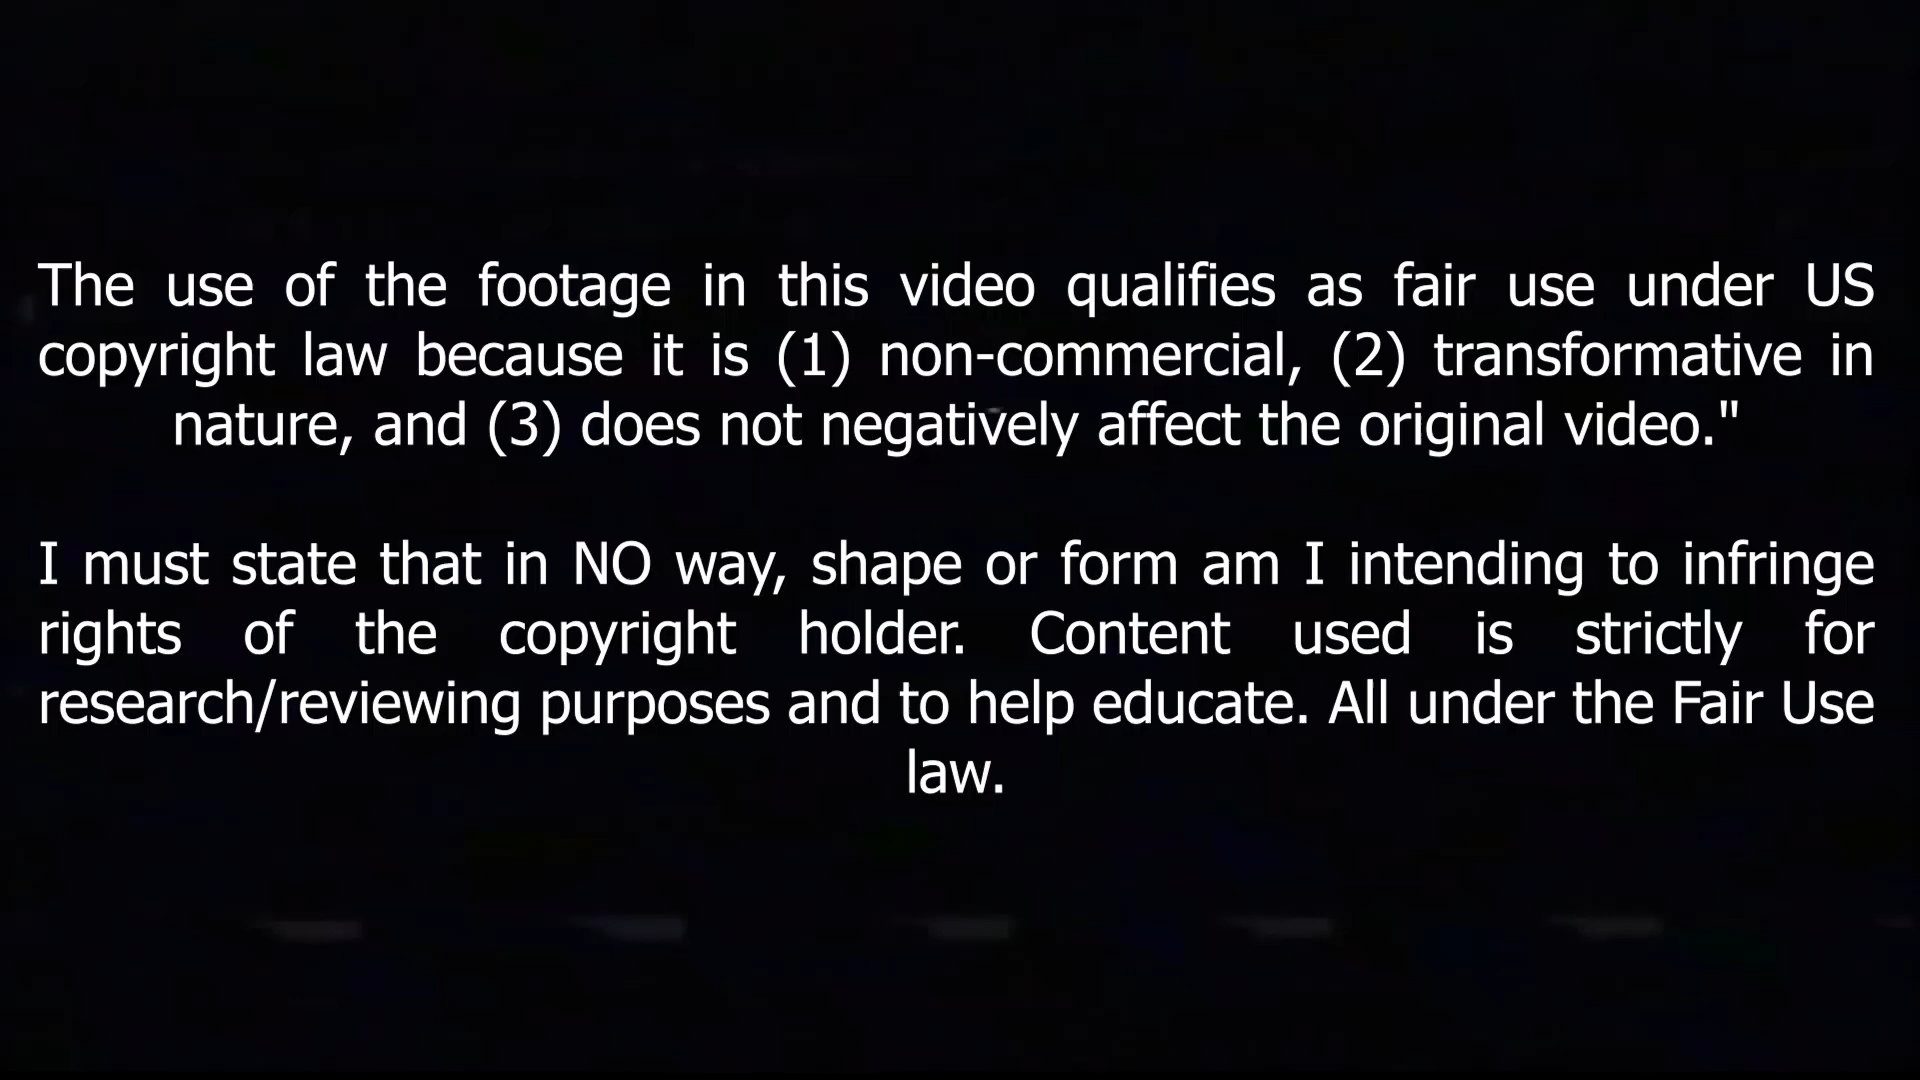 The use of the footage in this video qualifies as fair use under US
copyright law because it is (1) non-commercial, (2) transformative in
nature, and (3) does not negatively affect the original video."
I must state that in NO way, shape or form am I intending to infringe
rights of the copyright holder. Content used is strictly for
research/reviewing purposes and to help educate. All under the Fair Use
law.